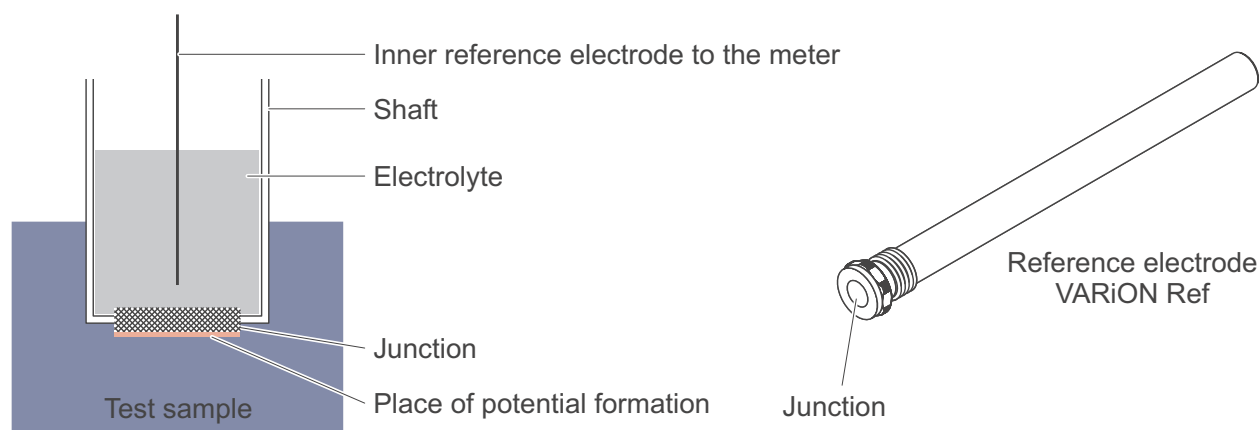 Inner reference electrode to the meter
Shaft
Electrolyte
Junction
Place of potential formation
Test sample
Reference electrode
VARiON Ref
Junction